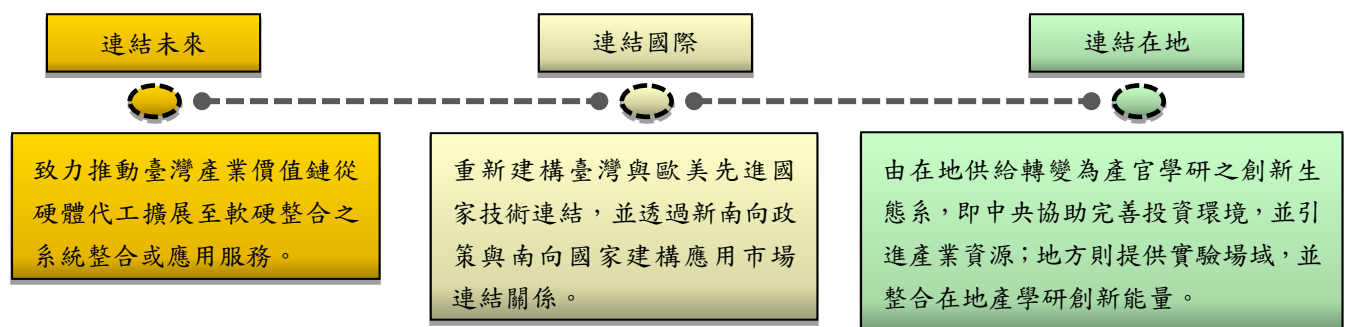 連結未來
連結國際
連結在地
致力推動臺灣產業價值鏈從
硬體代工擴展至軟硬整合之
系統整合或應用服務。
重新建構臺灣與歐美先進國
家技術連結，並透過新南向政
策與南向國家建構應用市場
連結關係。
由在地供給轉變為產官學研之創新生
態系，即中央協助完善投資環境，並引
進產業資源；地方則提供實驗場域，並
整合在地產學研創新能量。